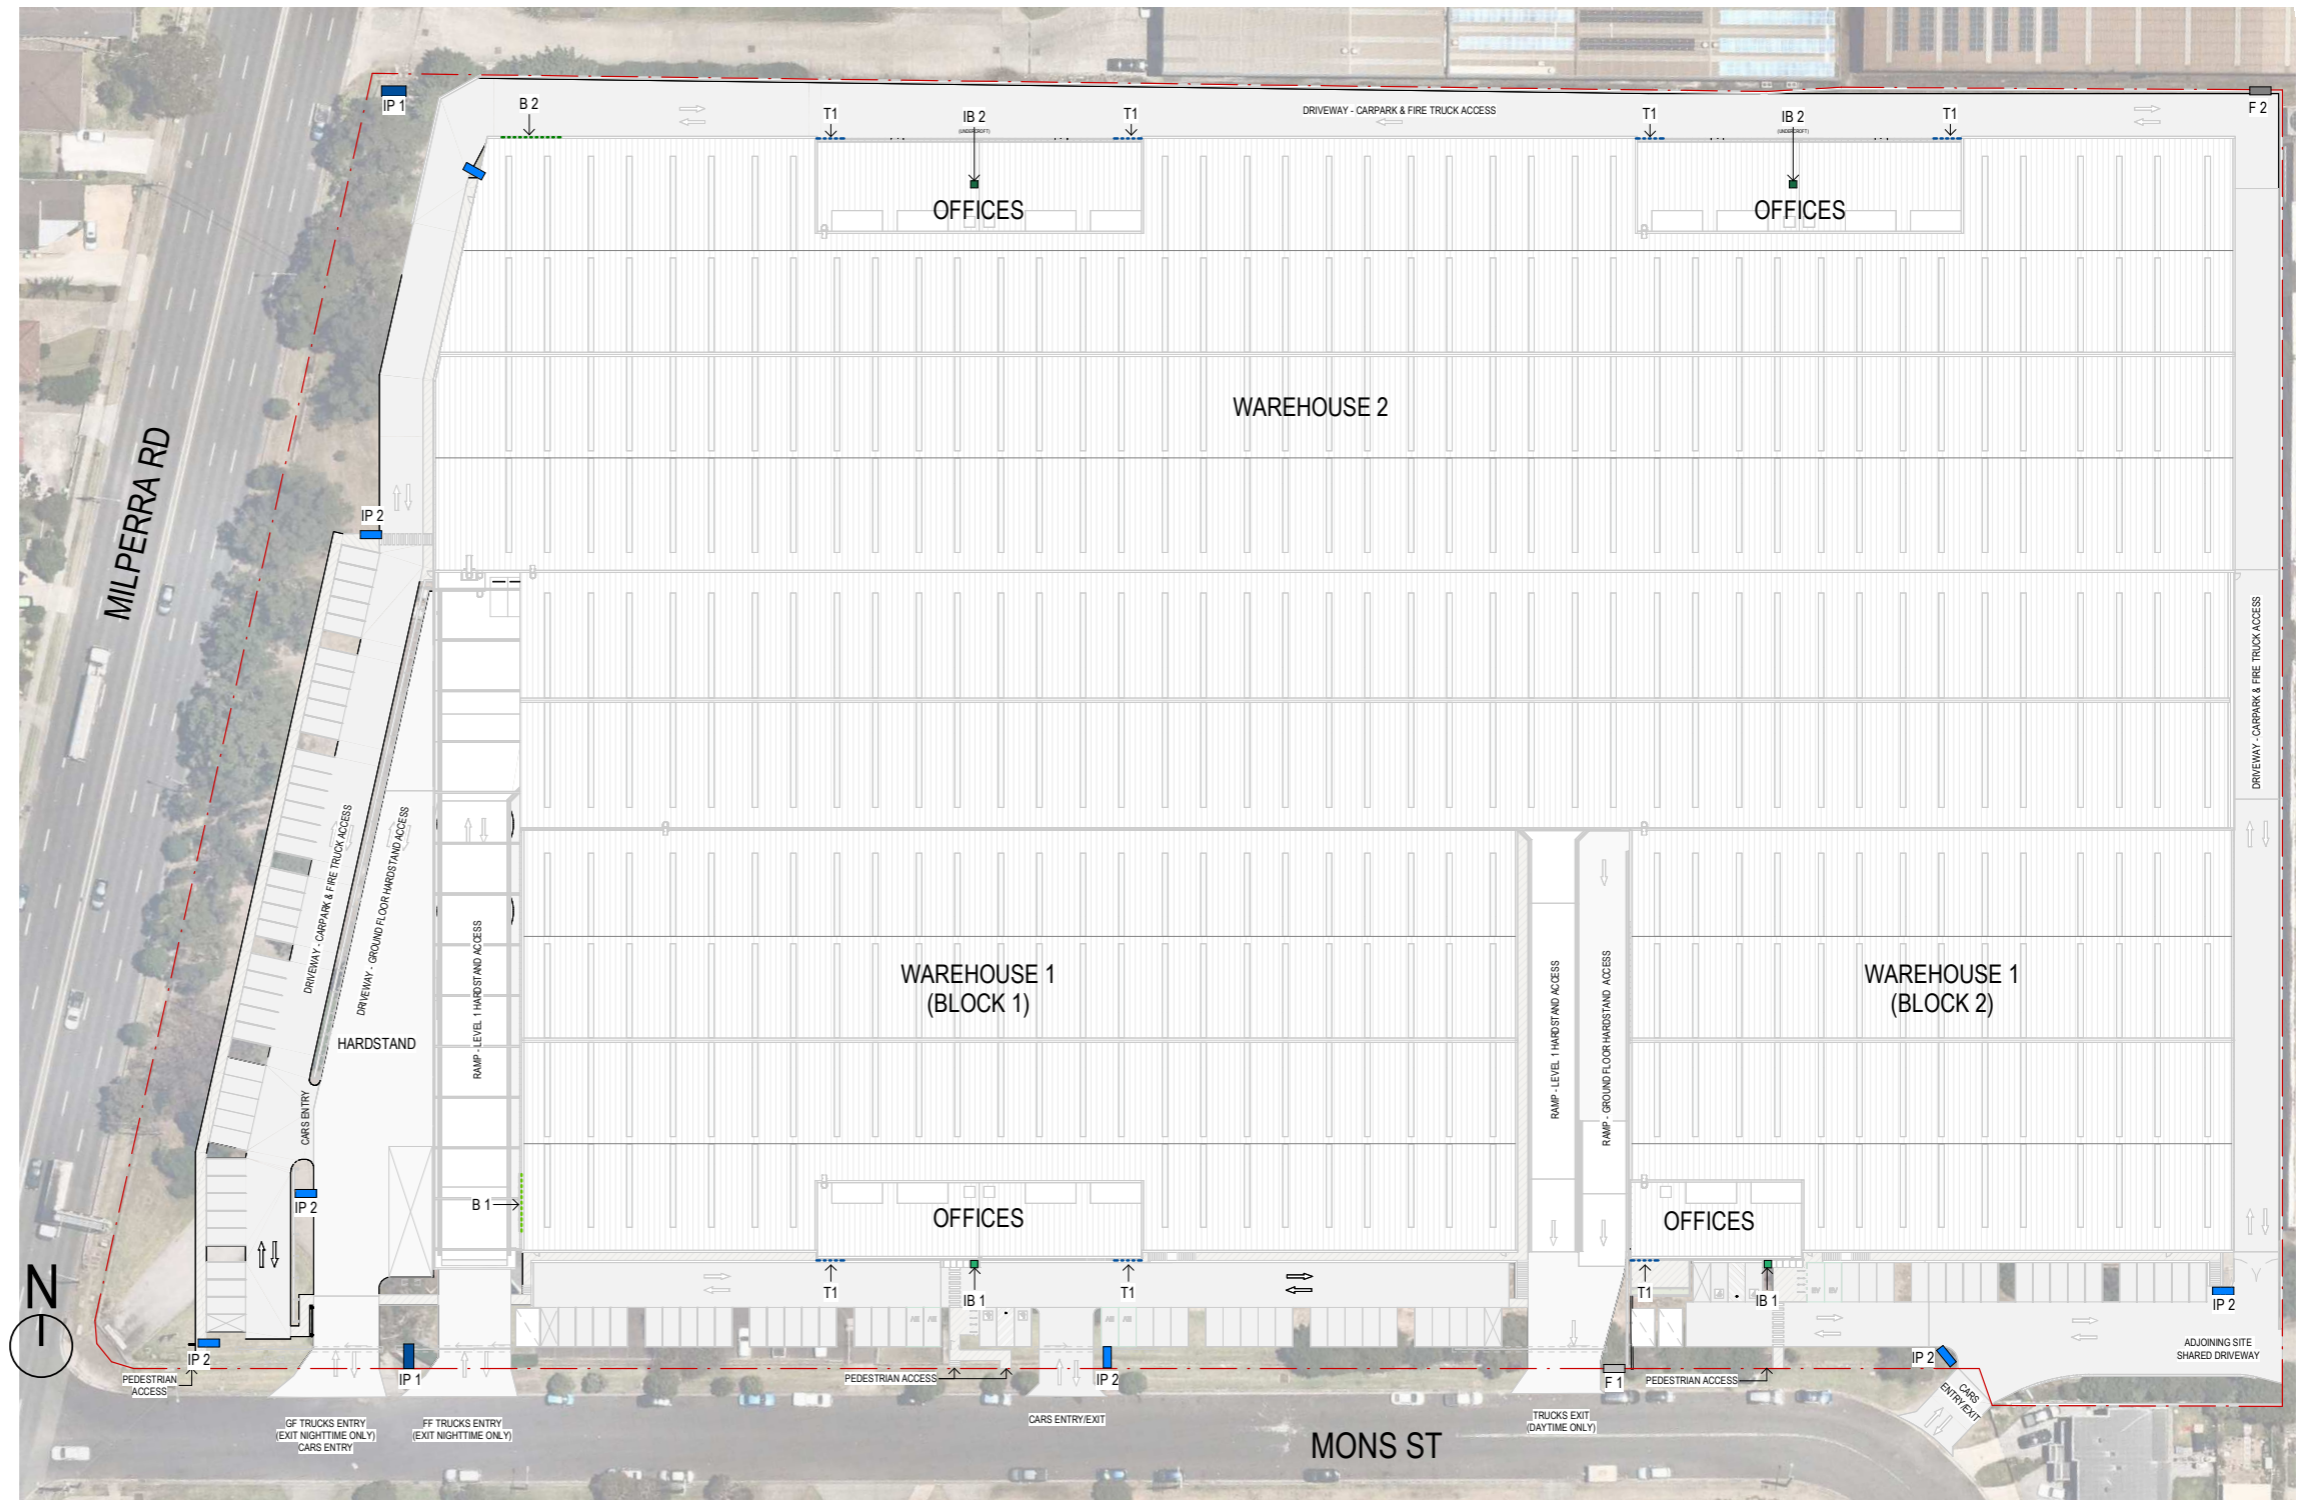 IP 1
B 2
T1
IB 2
(UNDERCROFT)
T1
DRIVEWAY - CARPARK & FIRE TRUCK ACCESS
T1
IB 2
(UNDERCROFT)
T1
F 2
OFFICES
OFFICES
WAREHOUSE 2
MILPERRA RD
IP 2
DRIVEWAY - CARPARK & FIRE TRUCK ACCESS
DRIVEWAY - CARPARK & FIRE TRUCK ACCESS
DRIVEWAY - GROUND FLOOR HARDSTAND ACCESS
HARDSTAND
RAMP - LEVEL 1 HARDSTAND ACCESS
WAREHOUSE 1
(BLOCK 1)
RAMP - LEVEL 1 HARDSTAND ACCESS
RAMP - GROUND FLOOR HARDSTAND ACCESS
WAREHOUSE 1
(BLOCK 2)
CARS ENTRY
IP 2
B 1
OFFICES
OFFICES
N
T1
IB 1
T1
T1
IB 1
IP 2
IP 2
PEDESTRIAN
ACCESS
IP 1
PEDESTRIAN ACCESS
IP 2
F 1
PEDESTRIAN ACCESS
IP 2
ADJOINING SITE
SHARED DRIVEWAY
CARS
ENTRY/EXIT
GF TRUCKS ENTRY
(EXIT NIGHTTIME ONLY)
CARS ENTRY
FF TRUCKS ENTRY
(EXIT NIGHTTIME ONLY)
CARS ENTRY/EXIT
TRUCKS EXIT
(DAYTIME ONLY)
MONS ST